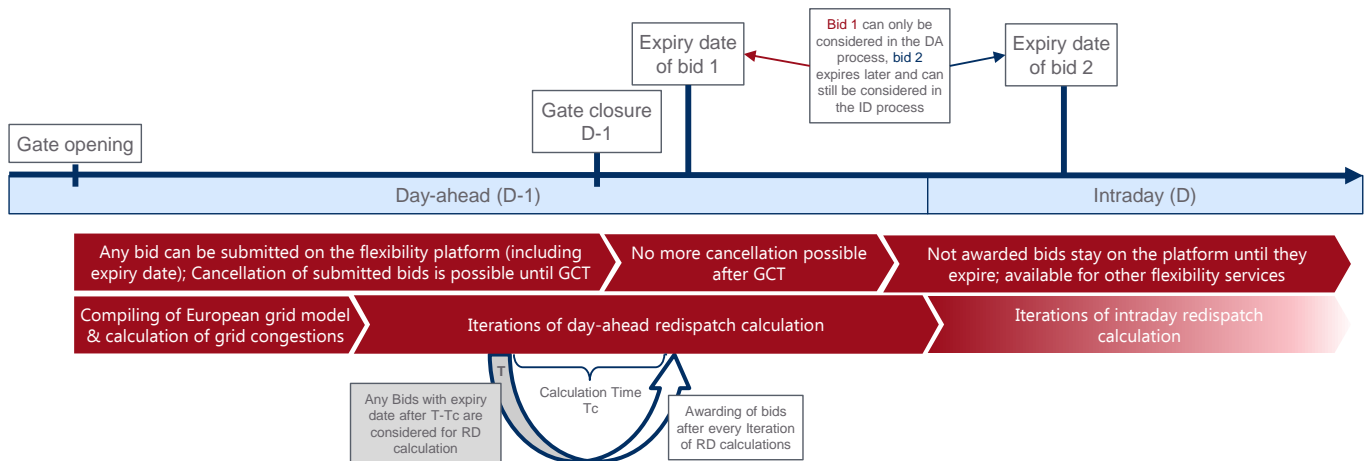 Expiry date
of bid 1
Bid 1 can only be
considered in the DA
process, bid 2
expires later and can
still be considered in
the ID process
Expiry date
of bid 2
Gate closure
D-1
Gate opening
Day-ahead (D-1)
Intraday (D)
Any bid can be submitted on the flexibility platform (including
expiry date); Cancellation of submitted bids is possible until GCT
No more cancellation possible
after GCT
Not awarded bids stay on the platform until they
expire; available for other flexibility services
Compiling of European grid model
& calculation of grid congestions
Iterations of day-ahead redispatch calculation
Iterations of intraday redispatch
calculation
T
Calculation Time
Tc
Any Bids with expiry
date after T-Tc are
considered for RD
calculation
Awarding of bids
after every Iteration
of RD calculations